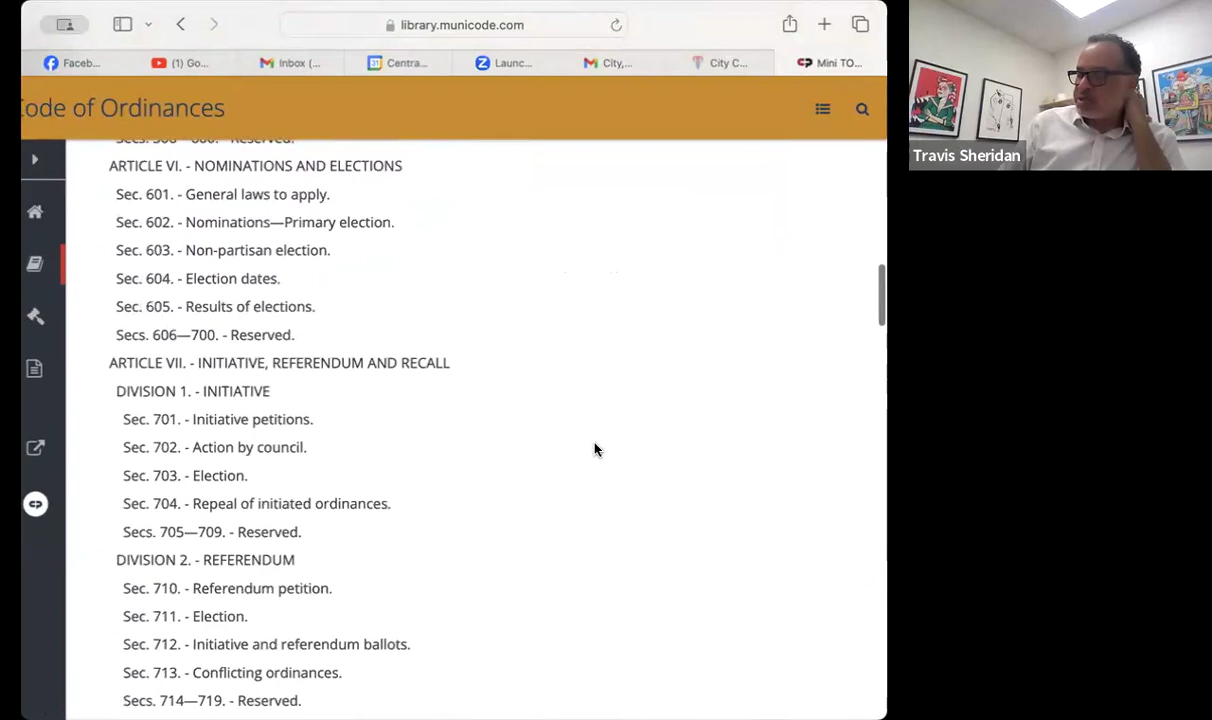 library.municode.com
Faceb...
(1) Go...
Inbox (...
Centra...
Launc...
City,...
City C...
Mini TO...
Code of Ordinances
ARTICLE VI. - NOMINATIONS AND ELECTIONS
Sec. 601. - General laws to apply.
Sec. 602. - Nominations—Primary election.
Sec. 603. - Non-partisan election.
Sec. 604. - Election dates.
Sec. 605. - Results of elections.
Secs. 606—700. - Reserved.
ARTICLE VII. - INITIATIVE, REFERENDUM AND RECALL
DIVISION 1. - INITIATIVE
Sec. 701. - Initiative petitions.
Sec. 702. - Action by council.
Sec. 703. - Election.
Sec. 704. - Repeal of initiated ordinances.
Secs. 705—709. - Reserved.
DIVISION 2. - REFERENDUM
Sec. 710. - Referendum petition.
Sec. 711. - Election.
Sec. 712. - Initiative and referendum ballots.
Sec. 713. - Conflicting ordinances.
Secs. 714—719. - Reserved.
Travis Sheridan